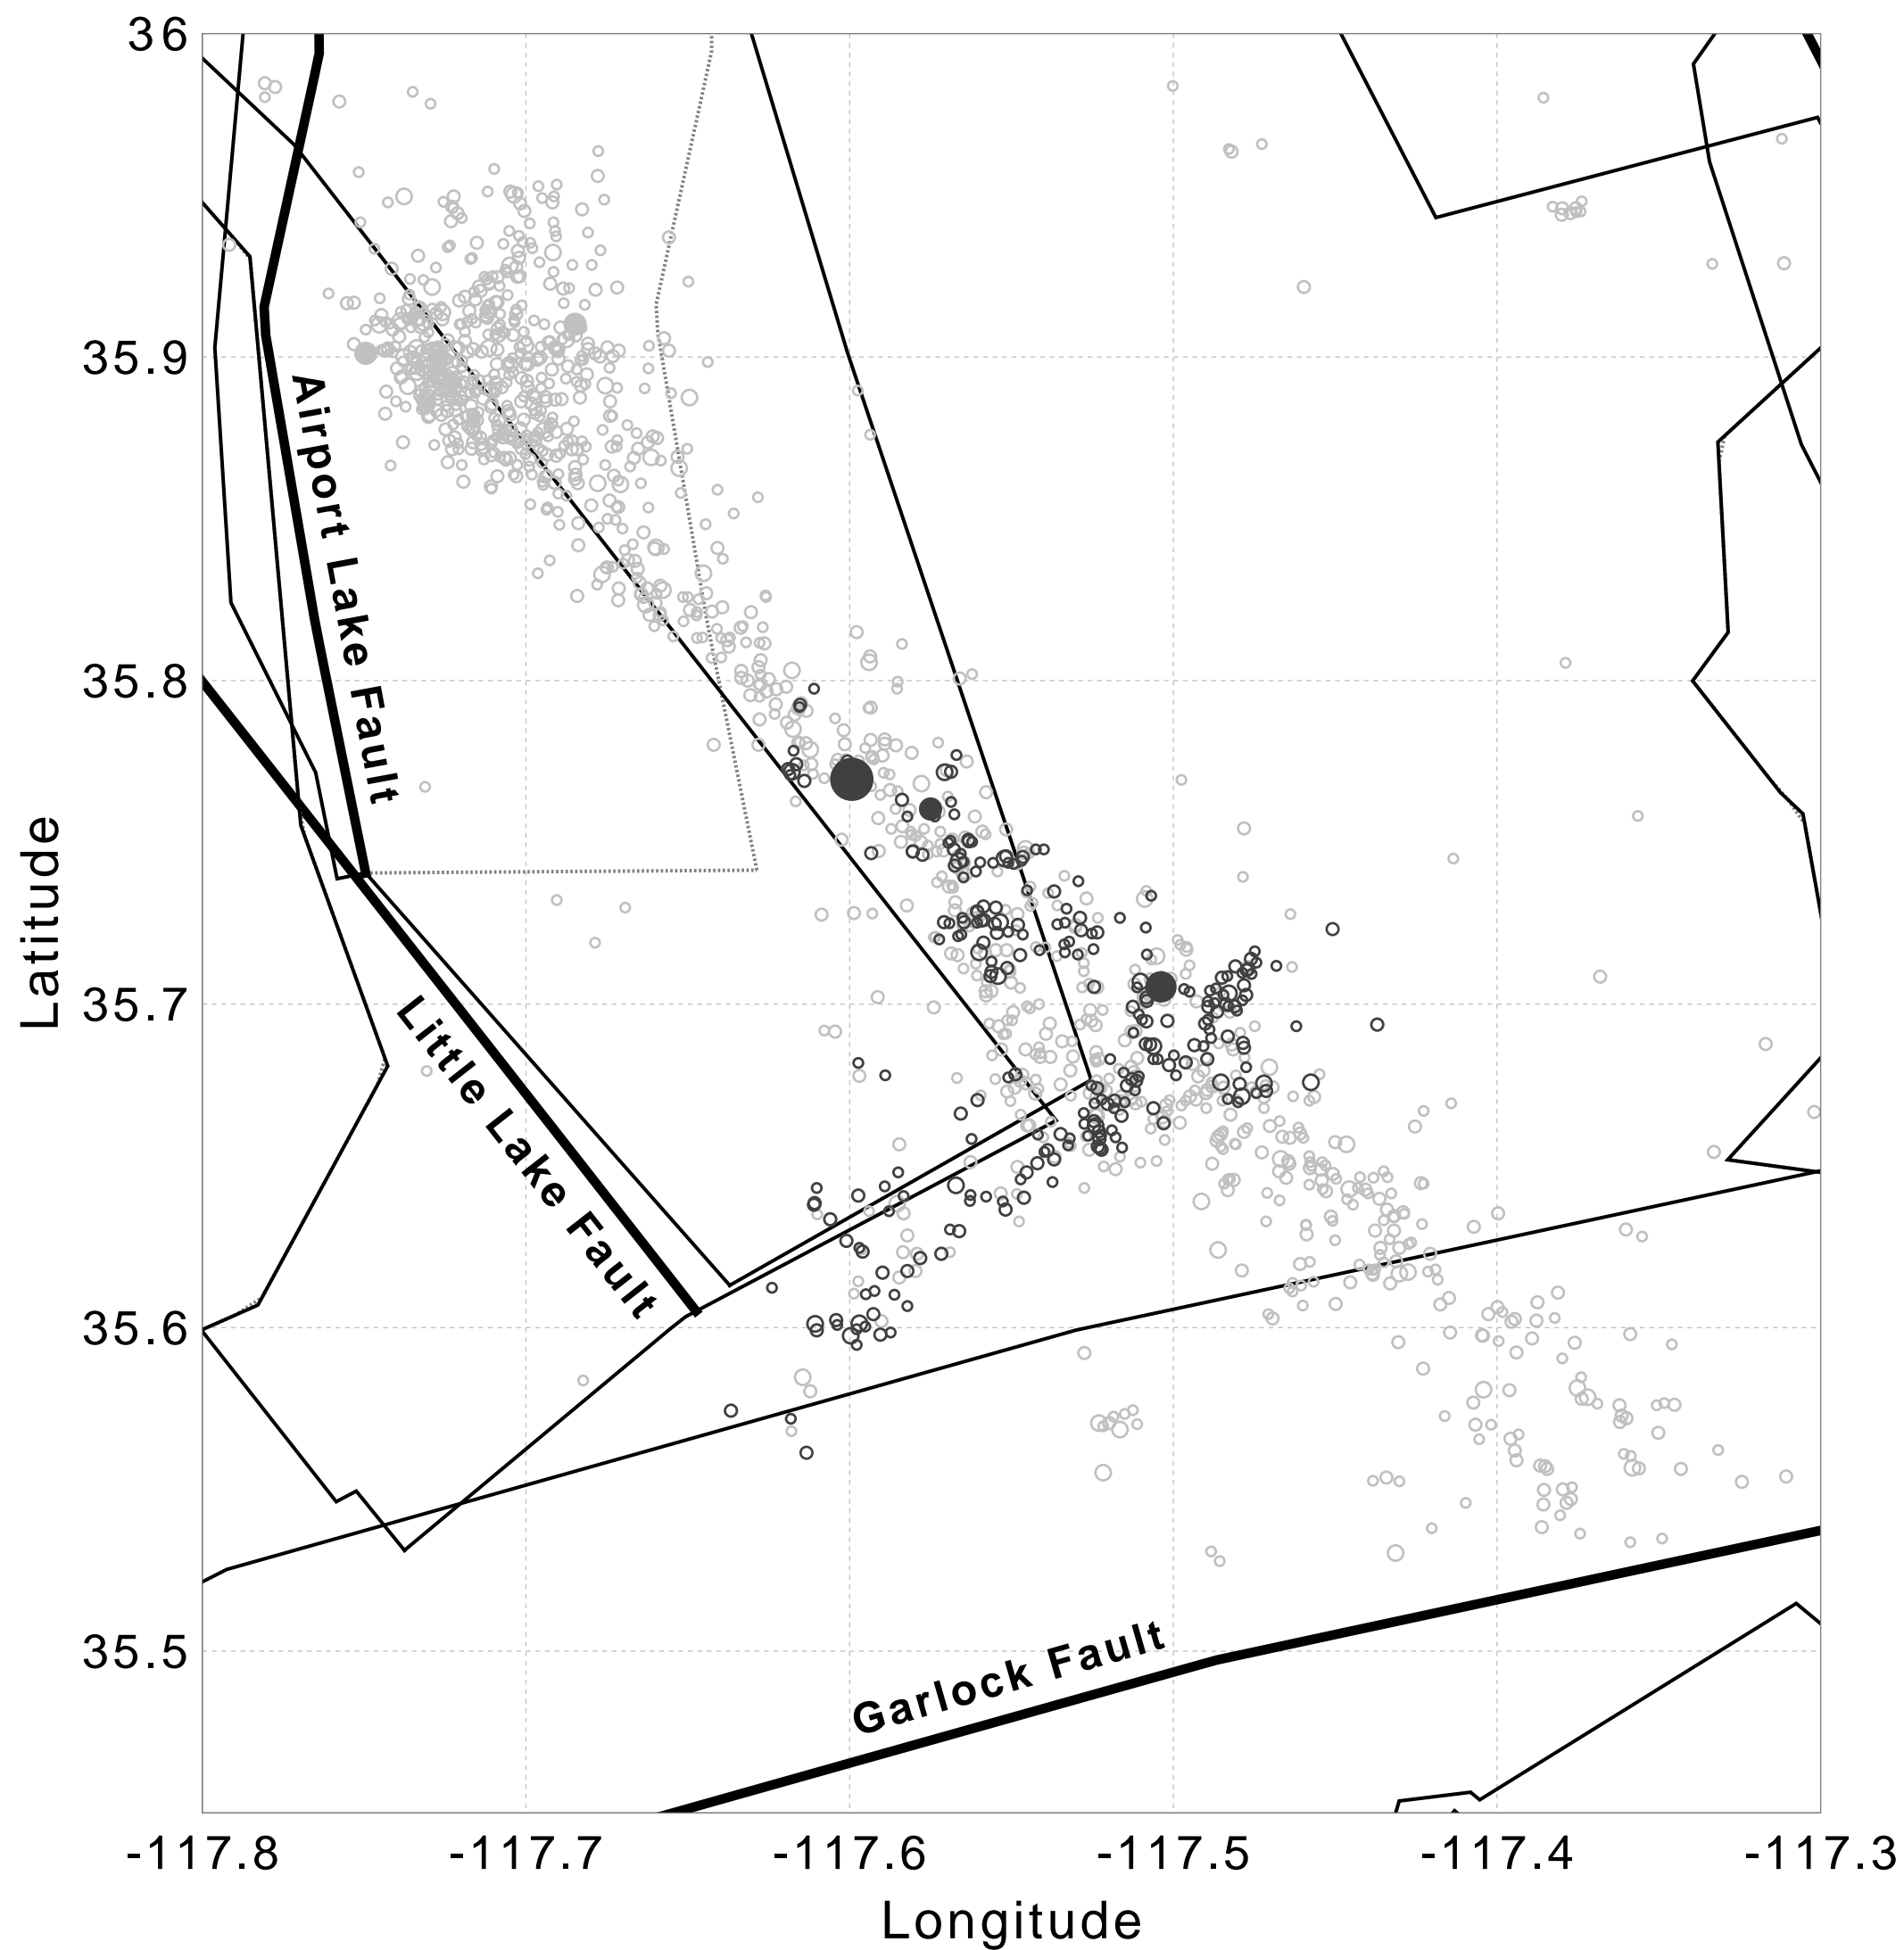 36
35.9
35.8
35.7
35.6
35.5
Latitude
Airport Lake Fault
Little Lake Fault
Garlock Fault
-117.8
-117.7
-117.6
-117.5
-117.4
-117.3
Longitude